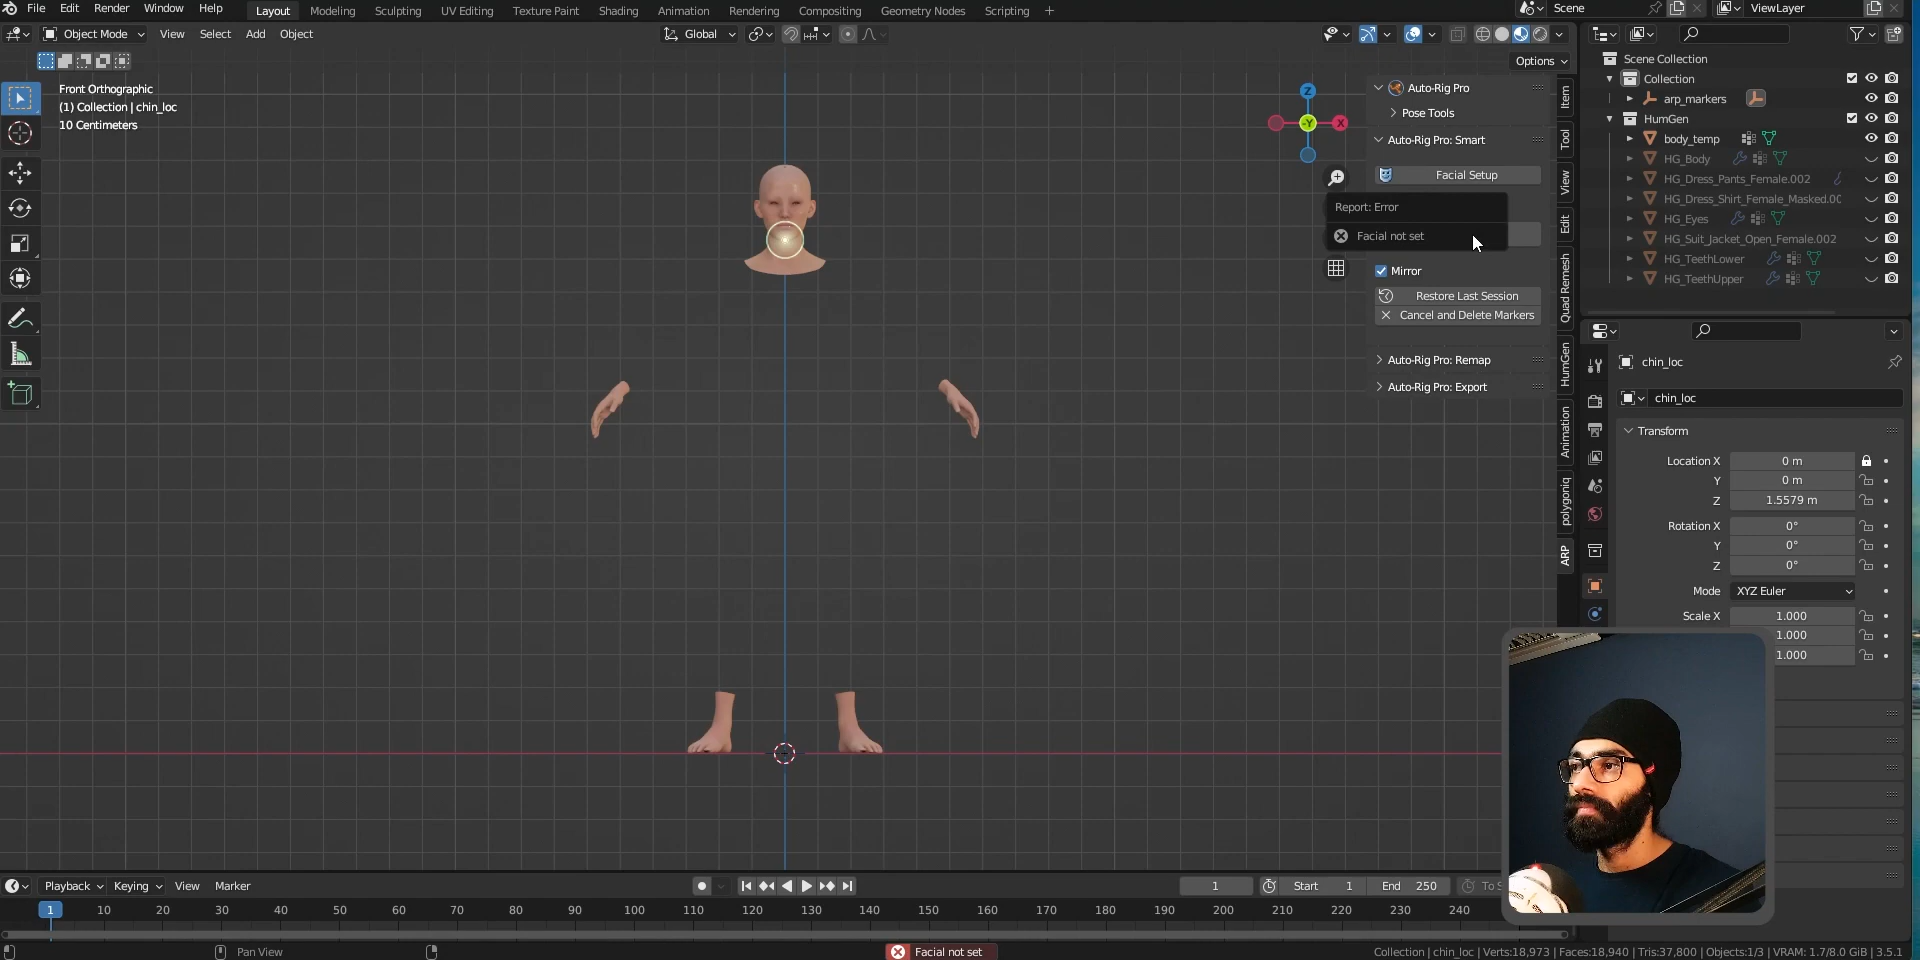 File Edit Render Window Help Layout Modeling Sculpting UV Editing Texture Paint Shading Animation Rendering Compositing Geometry Nodes Scripting + Scene ViewLayer
Object Mode View Select Add Object Global
Options
Front Orthographic
(1) Collection | chin_loc
10 Centimeters
Z
-Y
X
Auto-Rig Pro
Pose Tools
Auto-Rig Pro: Smart
Facial Setup
Report: Error
Facial not set
Mirror
Restore Last Session
Cancel and Delete Markers
Auto-Rig Pro: Remap
Auto-Rig Pro: Export
Item
Tool
View
Edit
Quad Remesh
HumGen
Animation
polygoniq
ARP
Scene Collection
Collection
arp_markers
HumGen
body_temp
HG_Body
HG_Dress_Pants_Female.002
HG_Dress_Shirt_Female_Masked.00
HG_Eyes
HG_Suit_Jacket_Open_Female.002
HG_TeethLower
HG_TeethUpper
chin_loc
chin_loc
Transform
Location X 0 m
Y 0 m
Z 1.5579 m
Rotation X 0°
Y 0°
Z 0°
Mode XYZ Euler
Scale X 1.000
1.000
1.000
Playback Keying View Marker 1 Start 1 End 250 To S
1 10 20 30 40 50 60 70 80 90 100 110 120 130 140 150 160 170 180 190 200 210 220 230 240
Pan View Facial not set Collection | chin_loc | Verts:18,973 | Faces:18,940 | Tris:37,800 | Objects:1/3 | VRAM: 1.7/8.0 GiB | 3.5.1